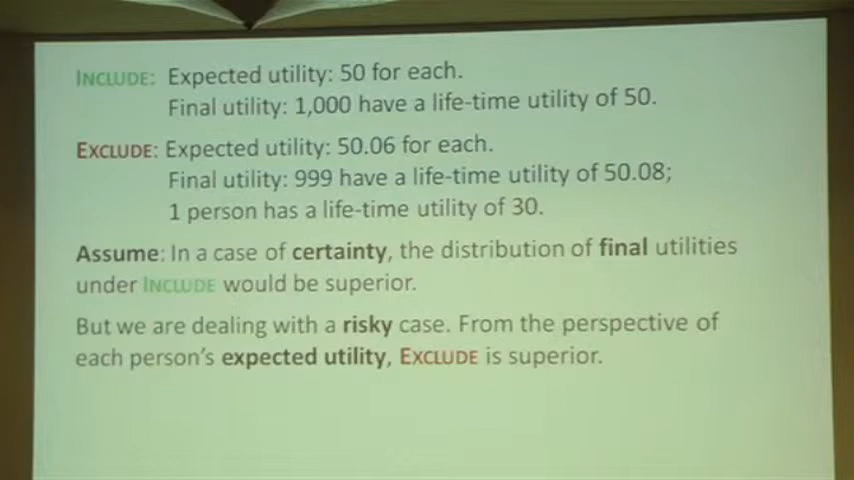 INCLUDE: Expected utility: 50 for each.
Final utility: 1,000 have a life-time utility of 50.
EXCLUDE: Expected utility: 50.06 for each.
Final utility: 999 have a life-time utility of 50.08;
1 person has a life-time utility of 30.
Assume: In a case of certainty, the distribution of final utilities
under INCLUDE would be superior.
But we are dealing with a risky case. From the perspective of
each person's expected utility, EXCLUDE is superior.